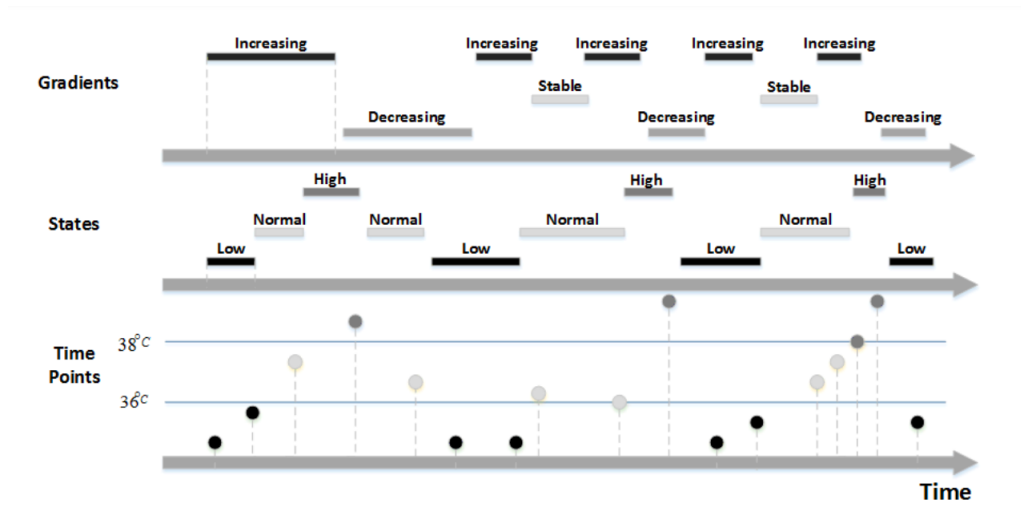 Increasing
Increasing Increasing Increasing Increasing
Gradients
Stable Stable
Decreasing Decreasing Decreasing
High High High
States
Normal Normal Normal Normal
Low Low Low Low
38°C
Time
Points
36°C
Time